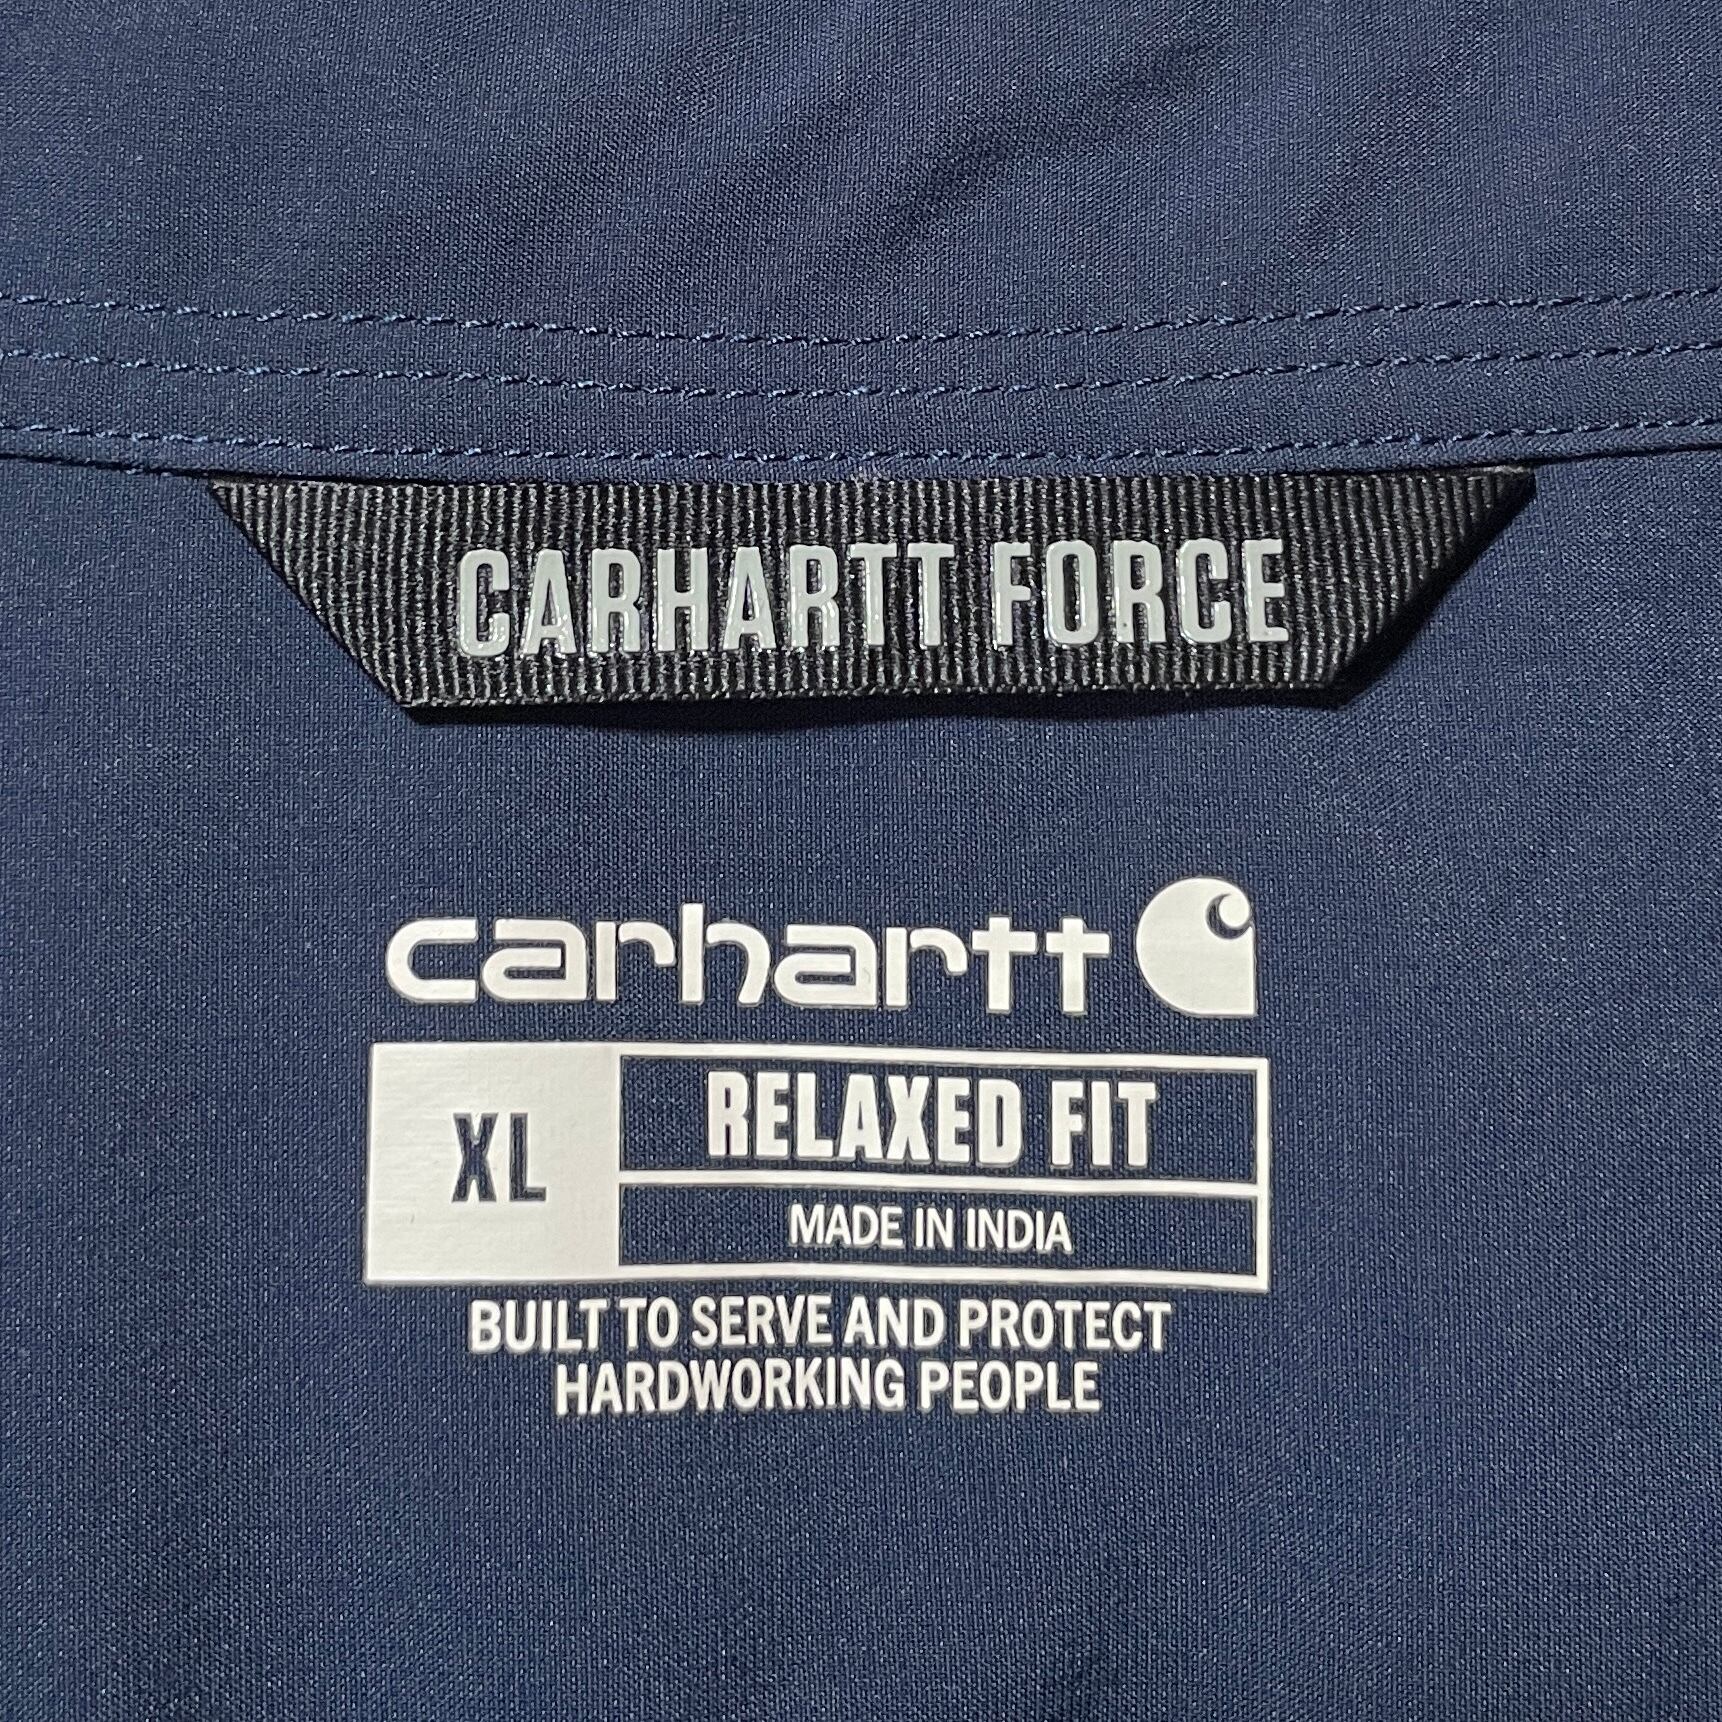 CARHARTT FORCE
carhartt
XL
RELAXED FIT
MADE IN INDIA
BUILT TO SERVE AND PROTECT
HARDWORKING PEOPLE